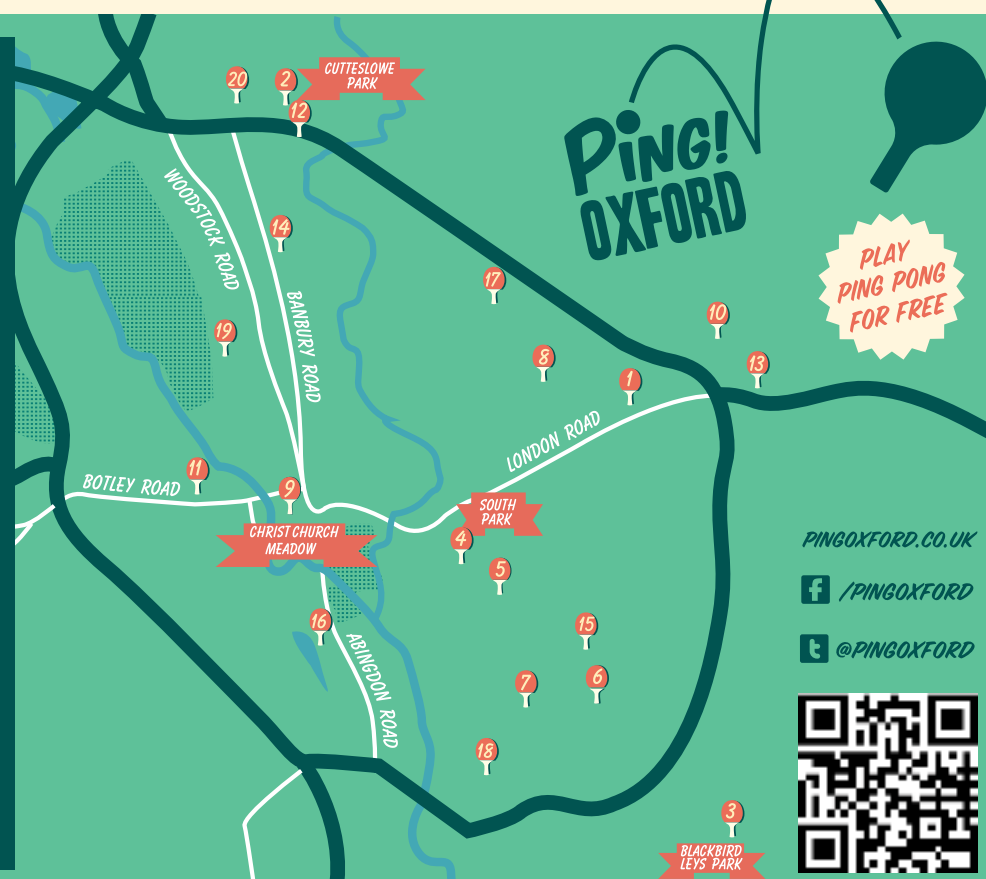 CUTTESLOWE
PARK
20
2
12
PiNG!
OXFORD
WOODSTOCK ROAD
14
PLAY
PING PONG
FOR FREE
17
BANBURY ROAD
10
19
8
13
1
LONDON ROAD
11
BOTLEY ROAD
9
SOUTH
PARK
CHRIST CHURCH
MEADOW
4
PINGOXFORD.CO.UK
5
f /PINGOXFORD
16
15
ABINGDON ROAD
t @PINGOXFORD
7
6
18
3
BLACKBIRD
LEYS PARK